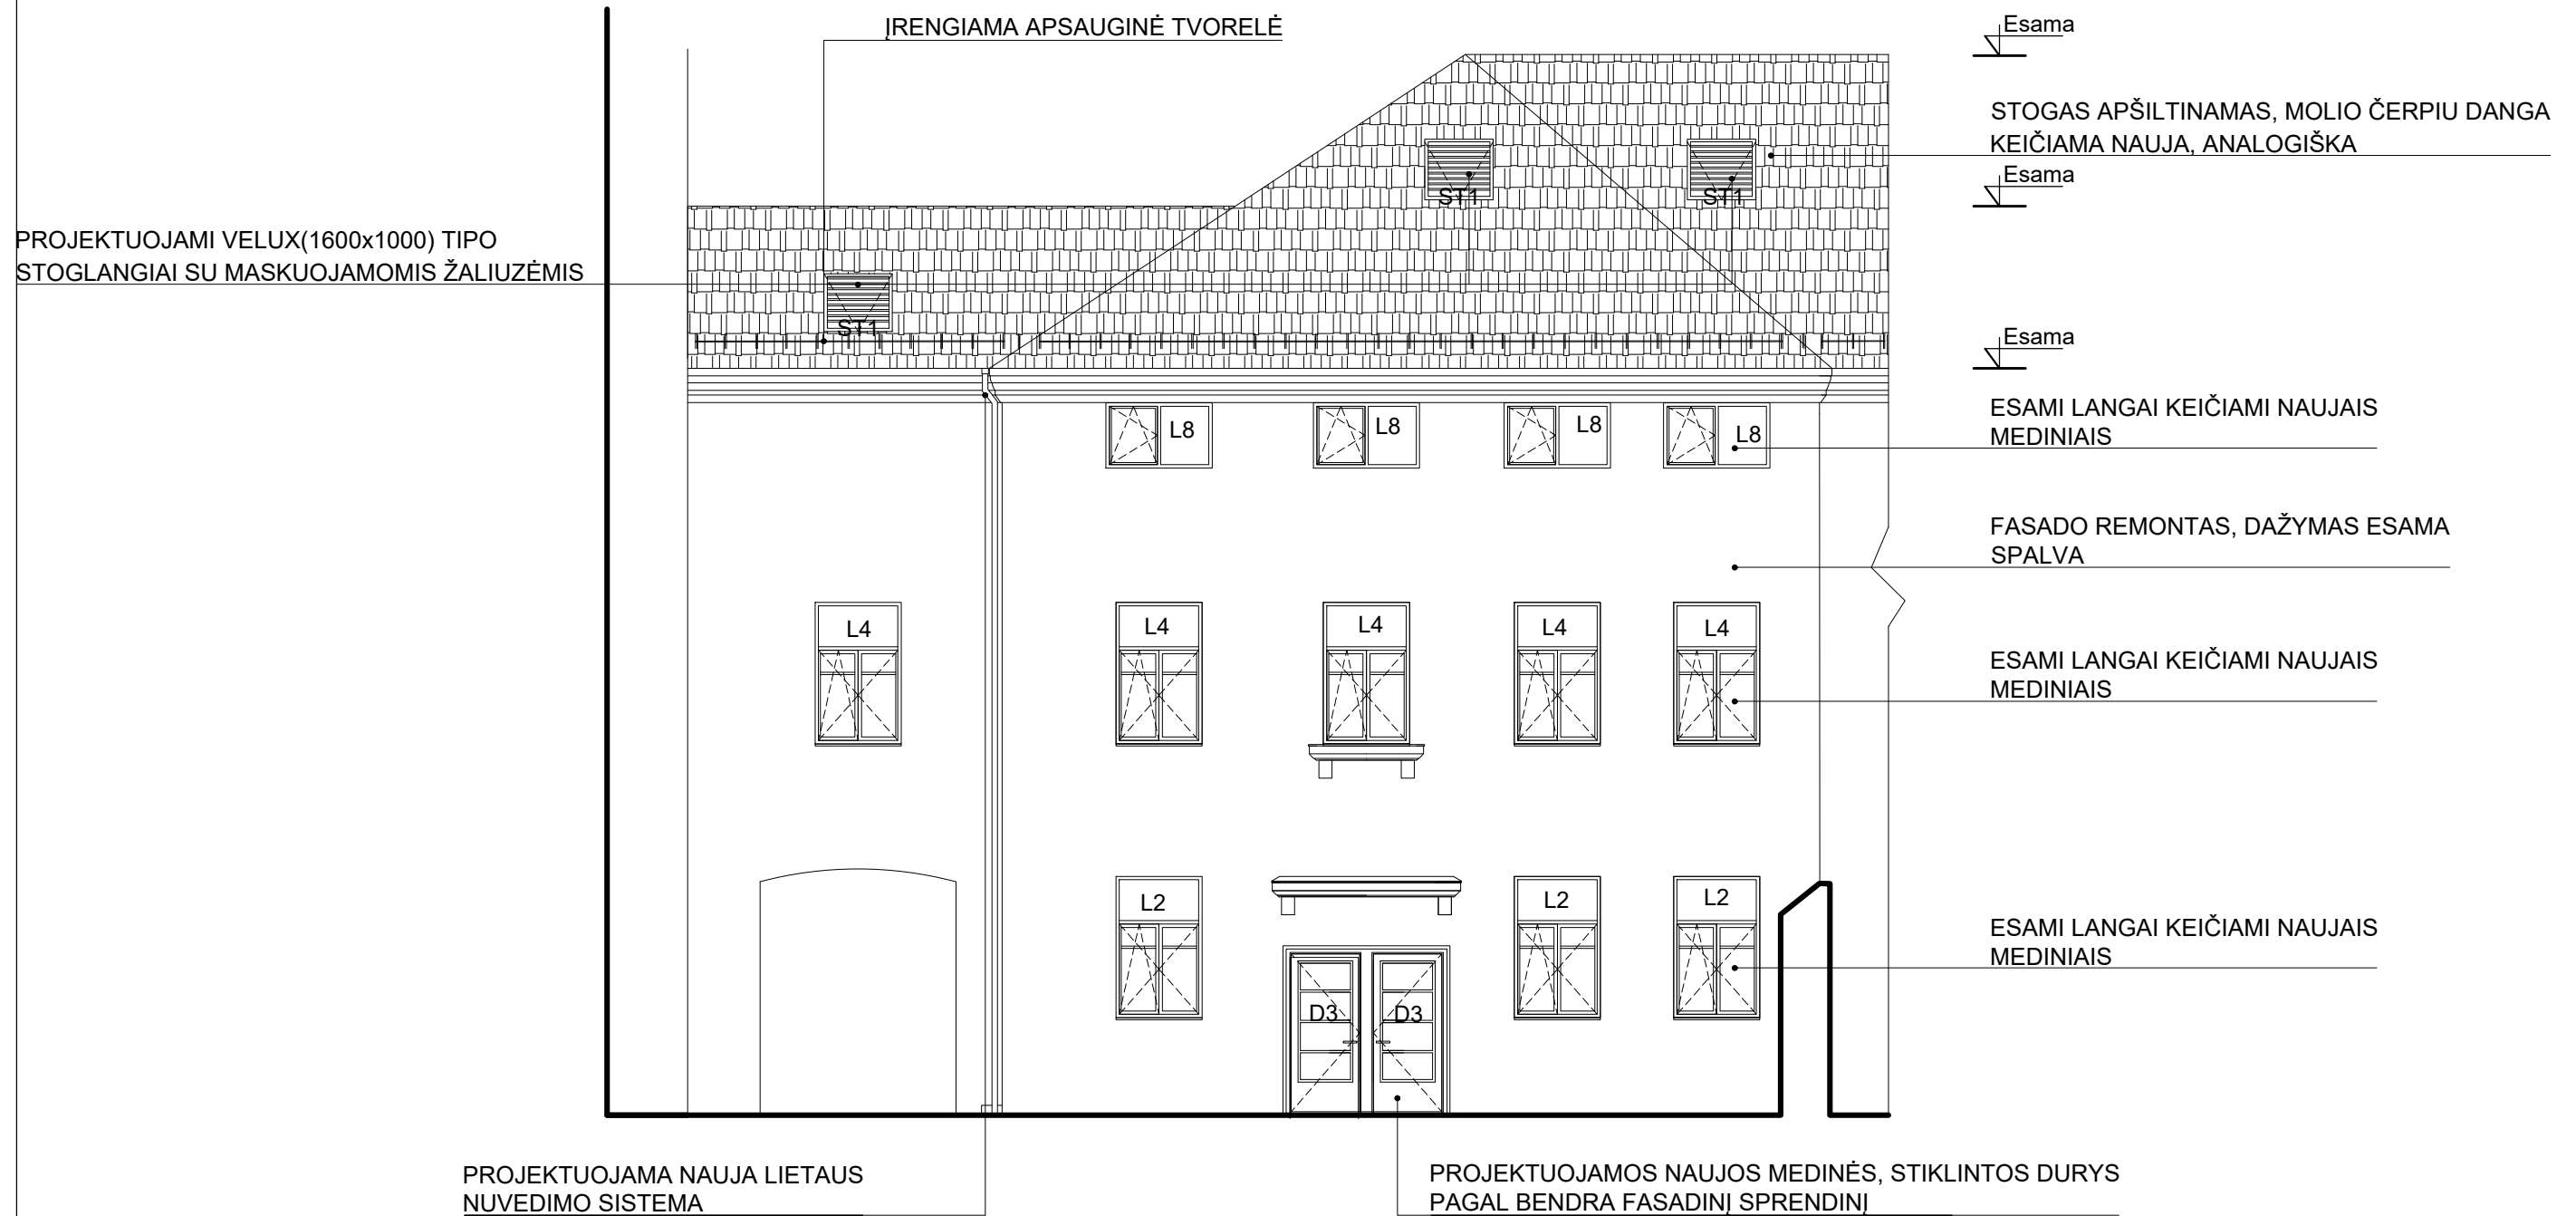 ĮRENGIAMA APSAUGINĖ TVORELĖ
Esama
STOGAS APŠILTINAMAS, MOLIO ČERPIU DANGA
KEIČIAMA NAUJA, ANALOGIŠKA
Esama
ST1
ST1
PROJEKTUOJAMI VELUX(1600x1000) TIPO
STOGLANGIAI SU MASKUOJAMOMIS ŽALIUZĖMIS
ST1
Esama
ESAMI LANGAI KEIČIAMI NAUJAIS
MEDINIAIS
L8
L8
L8
L8
FASADO REMONTAS, DAŽYMAS ESAMA
SPALVA
L4
L4
L4
L4
L4
ESAMI LANGAI KEIČIAMI NAUJAIS
MEDINIAIS
L2
L2
L2
ESAMI LANGAI KEIČIAMI NAUJAIS
MEDINIAIS
D3
D3
PROJEKTUOJAMA NAUJA LIETAUS
NUVEDIMO SISTEMA
PROJEKTUOJAMOS NAUJOS MEDINĖS, STIKLINTOS DURYS
PAGAL BENDRA FASADINĮ SPRENDINĮ